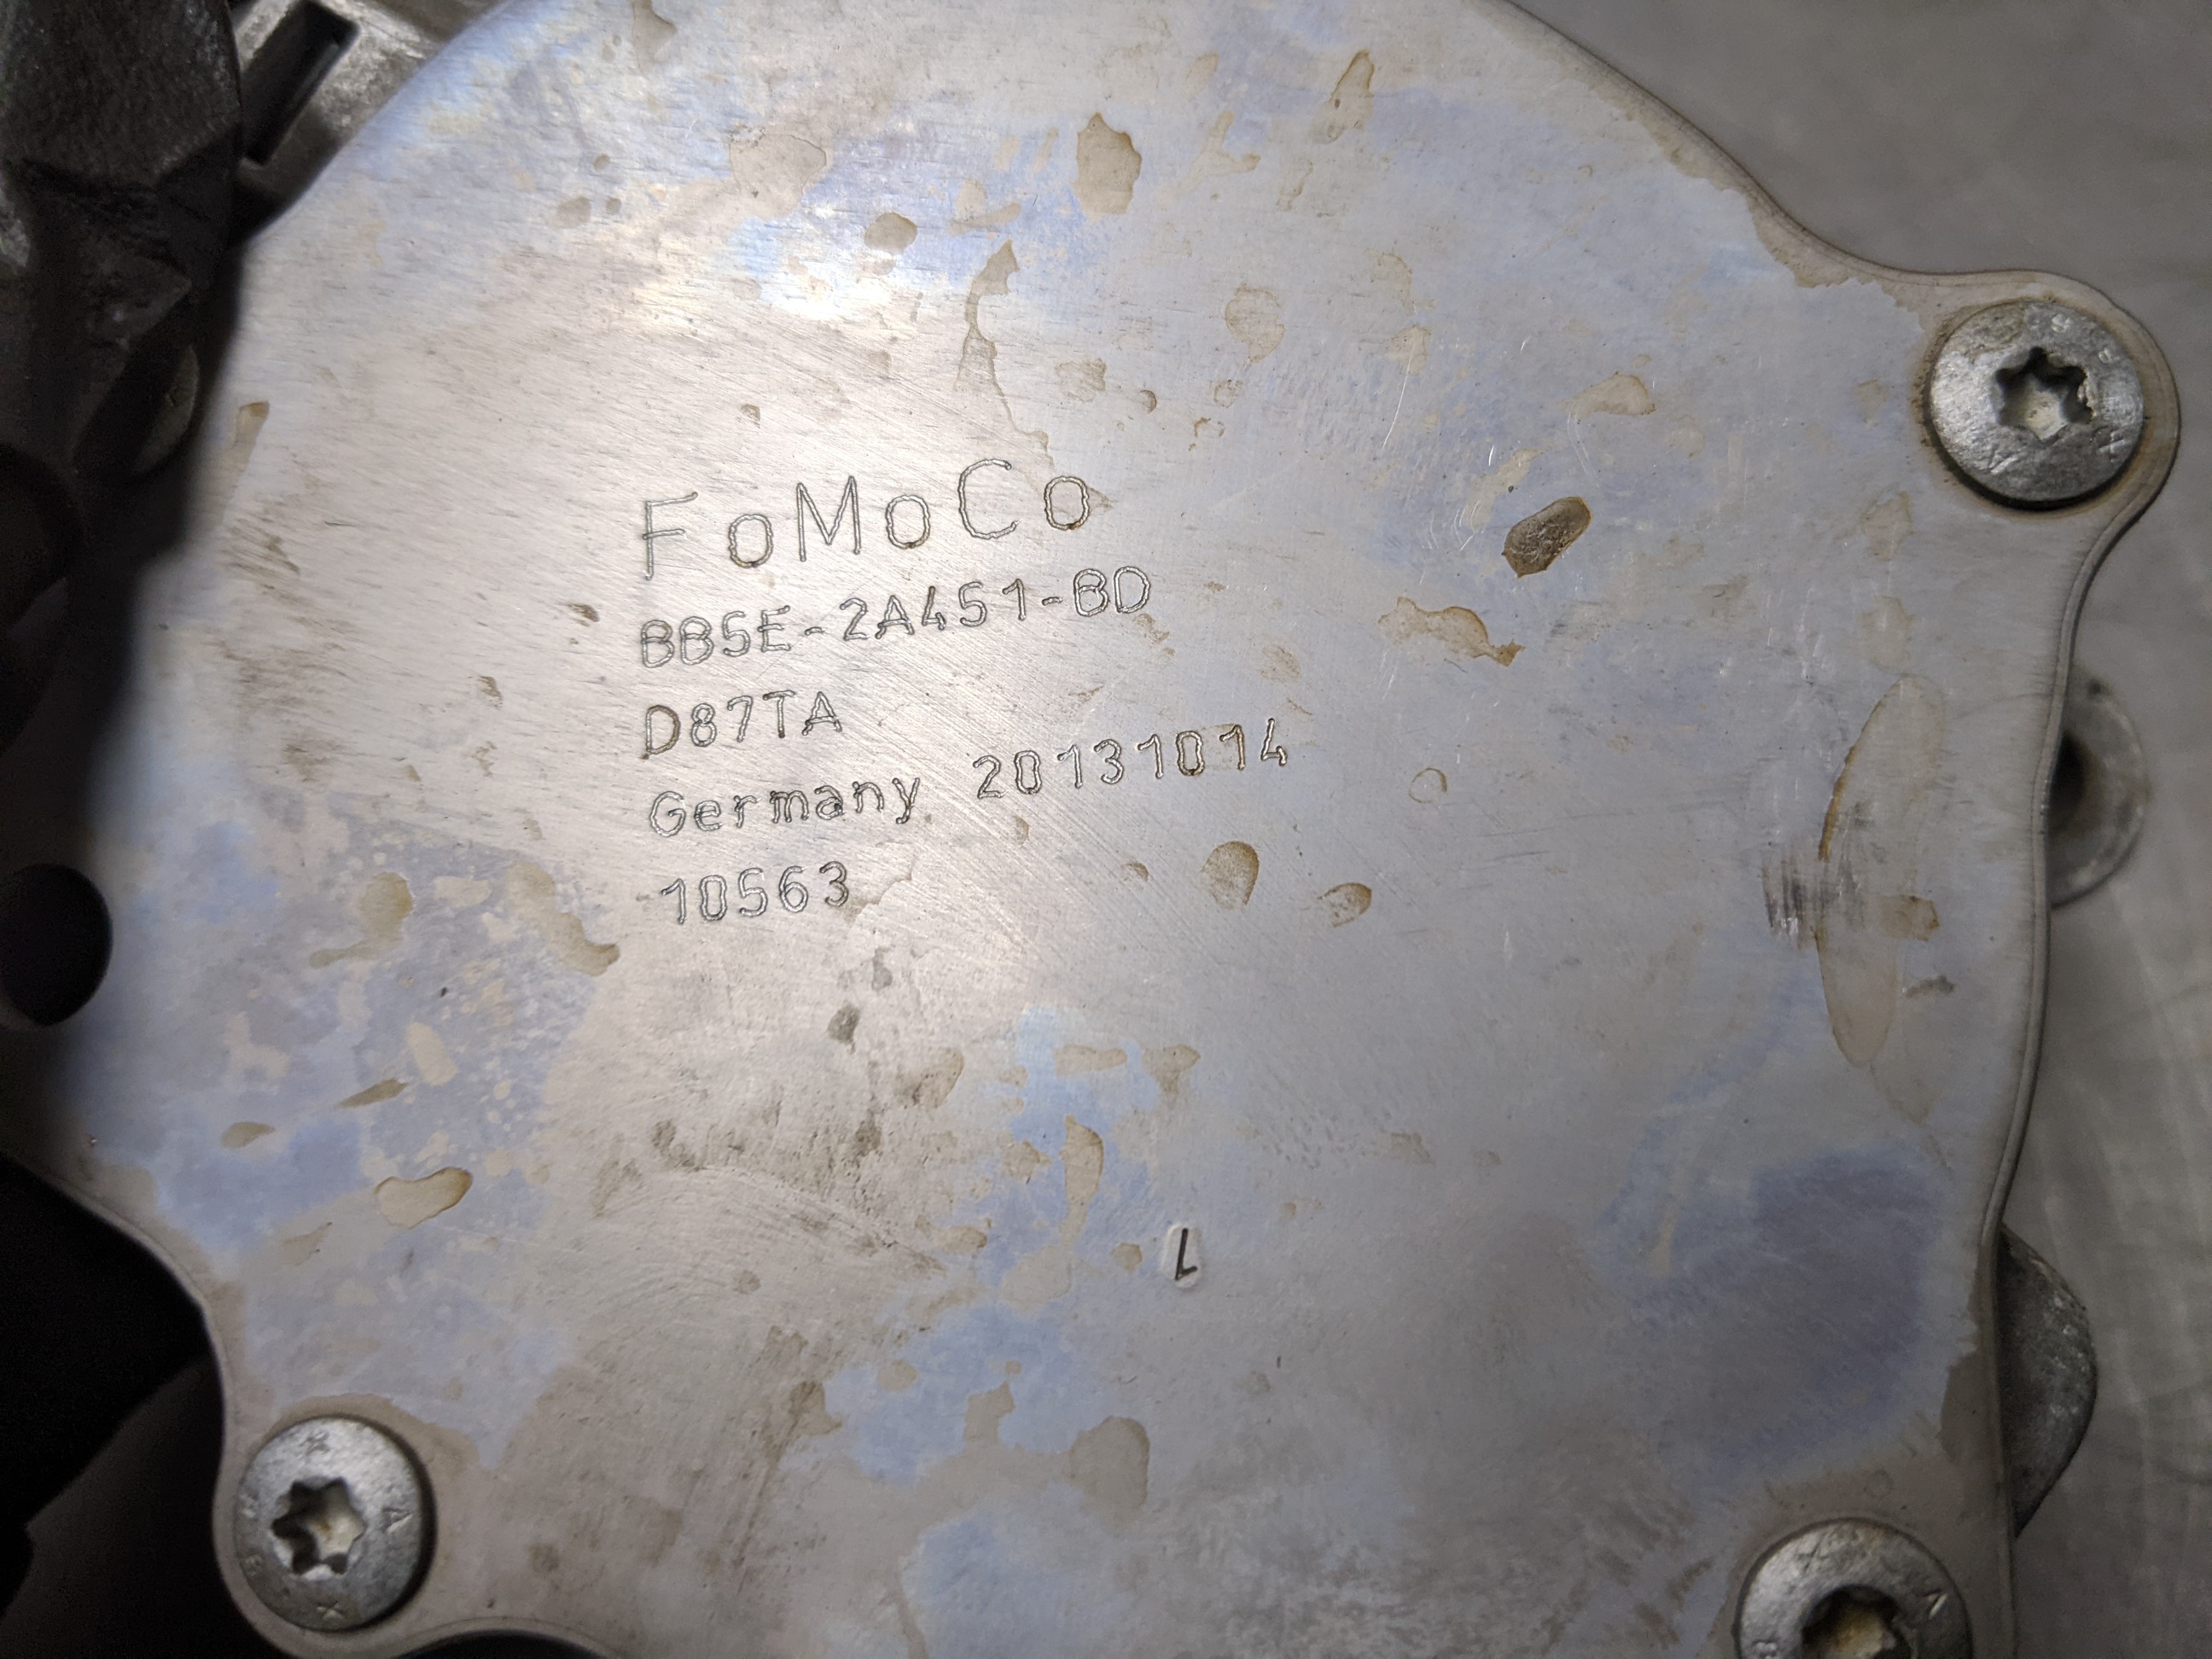 FoMoCo
BB5E-2A451-BD
D87TA
Germany 20131014
10563
L